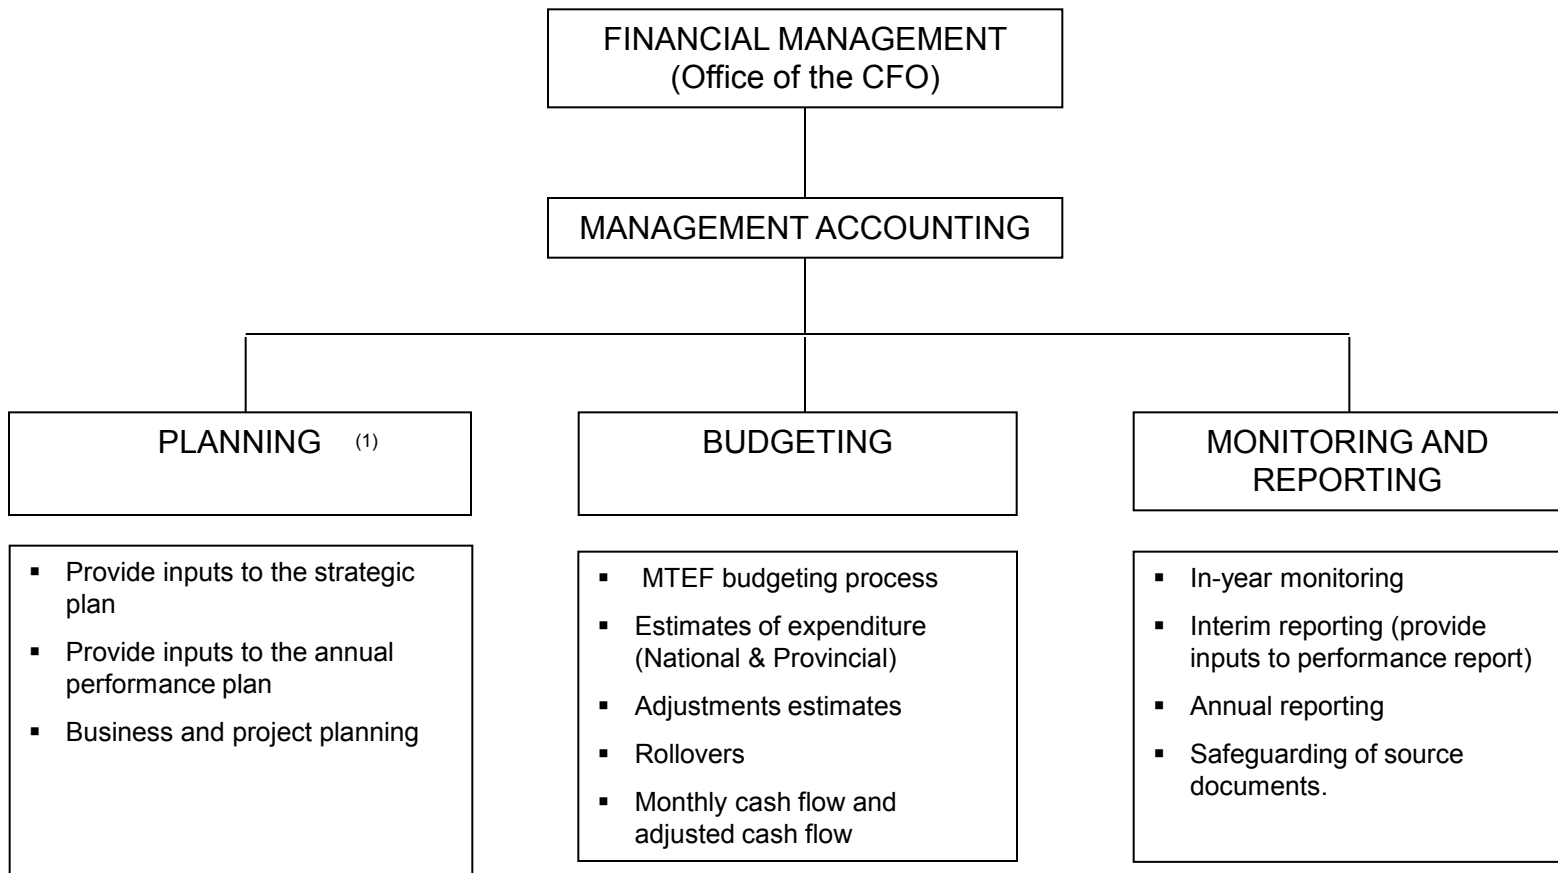 FINANCIAL MANAGEMENT
(Office of the CFO)
MANAGEMENT ACCOUNTING
PLANNING (1)
▪ Provide inputs to the strategic
plan
▪ Provide inputs to the annual
performance plan
▪ Business and project planning
BUDGETING
▪ MTEF budgeting process
▪ Estimates of expenditure
(National & Provincial)
▪ Adjustments estimates
▪ Rollovers
▪ Monthly cash flow and
adjusted cash flow
MONITORING AND
REPORTING
▪ In-year monitoring
▪ Interim reporting (provide
inputs to performance report)
▪ Annual reporting
▪ Safeguarding of source
documents.